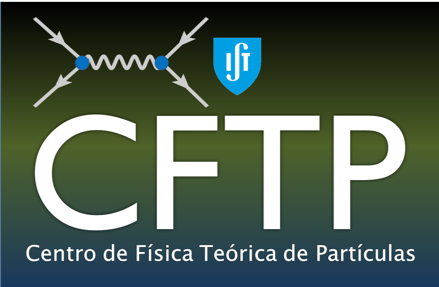 IST
CFTP
Centro de Física Teórica de Partículas